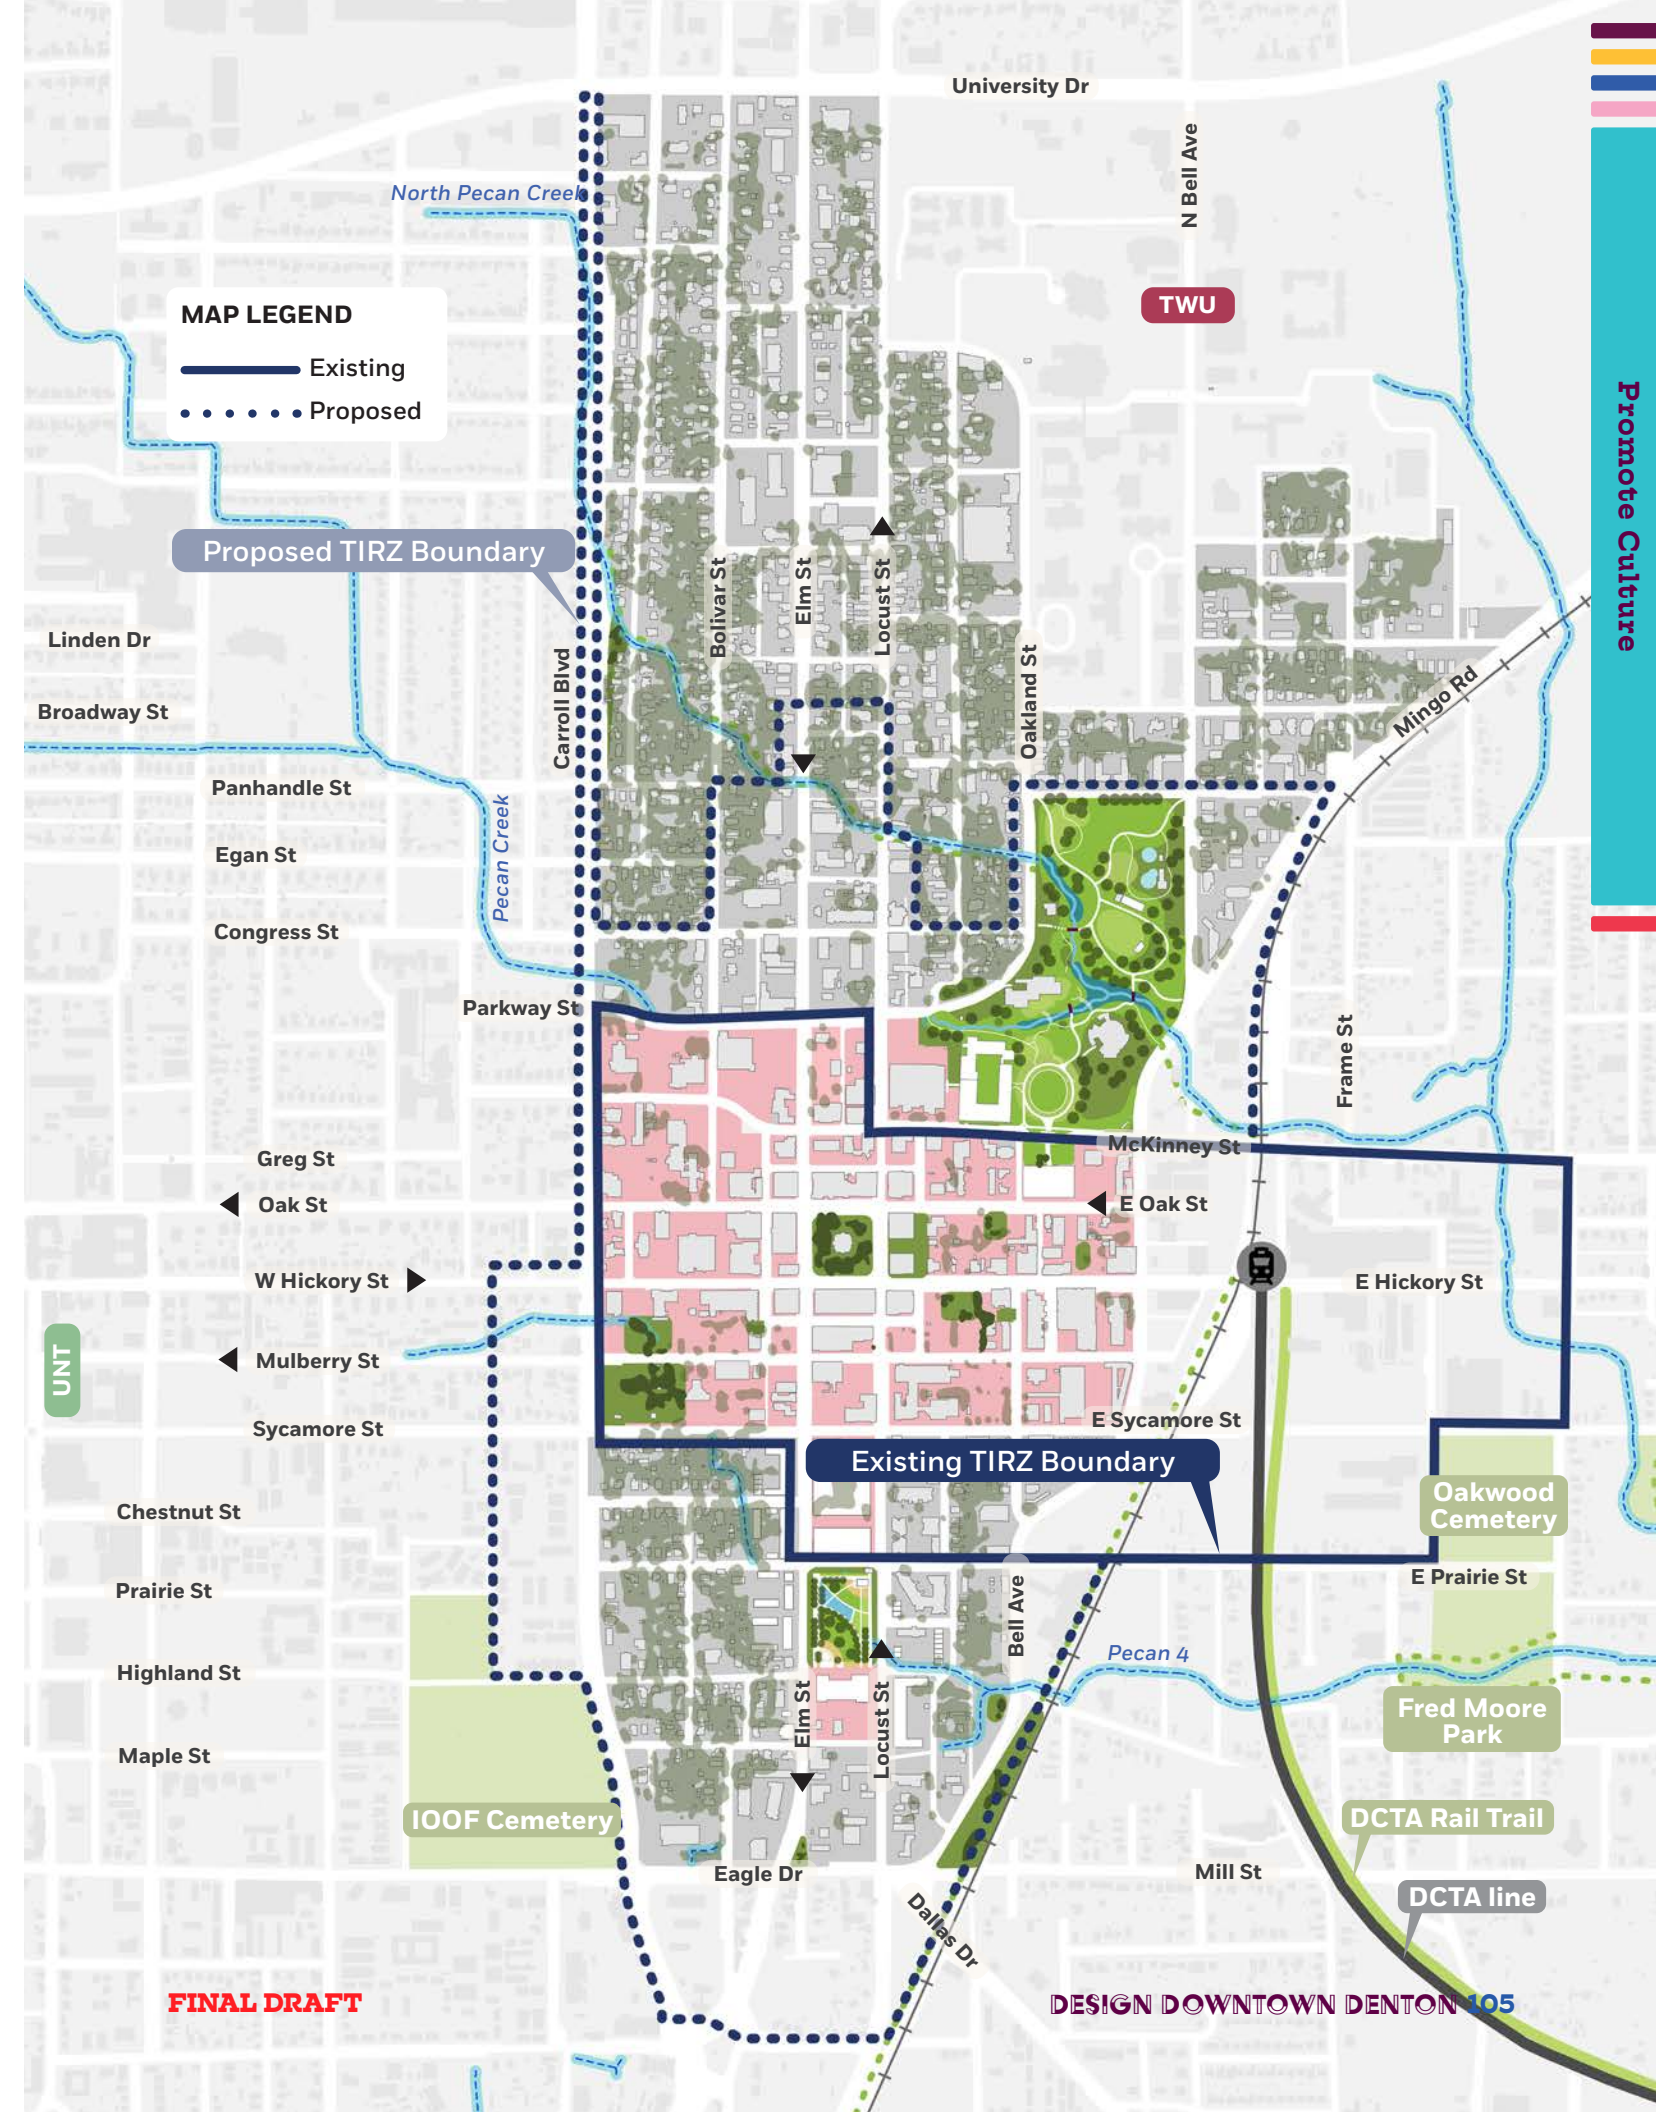 University Dr
N Bell Ave
North Pecan Creek
TWU
MAP LEGEND
Existing
Proposed
Promote Culture
Proposed TIRZ Boundary
Bolivar St
Elm St
Locust St
Linden Dr
Oakland St
Carroll Blvd
Mingo Rd
Broadway St
Panhandle St
Pecan Creek
Egan St
Congress St
Parkway St
Frame St
McKinney St
Greg St
Oak St
E Oak St
W Hickory St
E Hickory St
UNT
Mulberry St
Sycamore St
E Sycamore St
Existing TIRZ Boundary
Oakwood
Cemetery
Chestnut St
Prairie St
E Prairie St
Bell Ave
Pecan 4
Highland St
Elm St
Locust St
Fred Moore
Park
Maple St
IOOF Cemetery
DCTA Rail Trail
Eagle Dr
Mill St
DCTA line
Dallas Dr
FINAL DRAFT
DESIGN DOWNTOWN DENTON 105